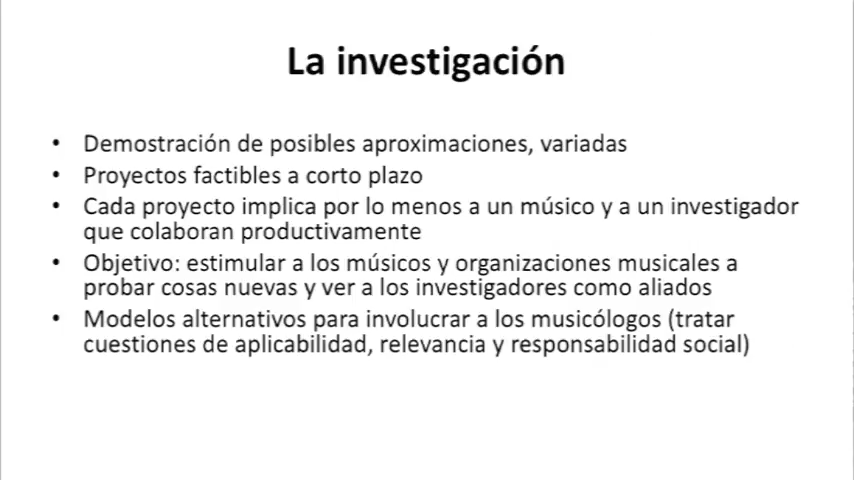 La investigación
• Demostración de posibles aproximaciones, variadas
• Proyectos factibles a corto plazo
• Cada proyecto implica por lo menos a un músico y a un investigador
que colaboran productivamente
• Objetivo: estimular a los músicos y organizaciones musicales a
probar cosas nuevas y ver a los investigadores como aliados
• Modelos alternativos para involucrar a los musicólogos (tratar
cuestiones de aplicabilidad, relevancia y responsabilidad social)